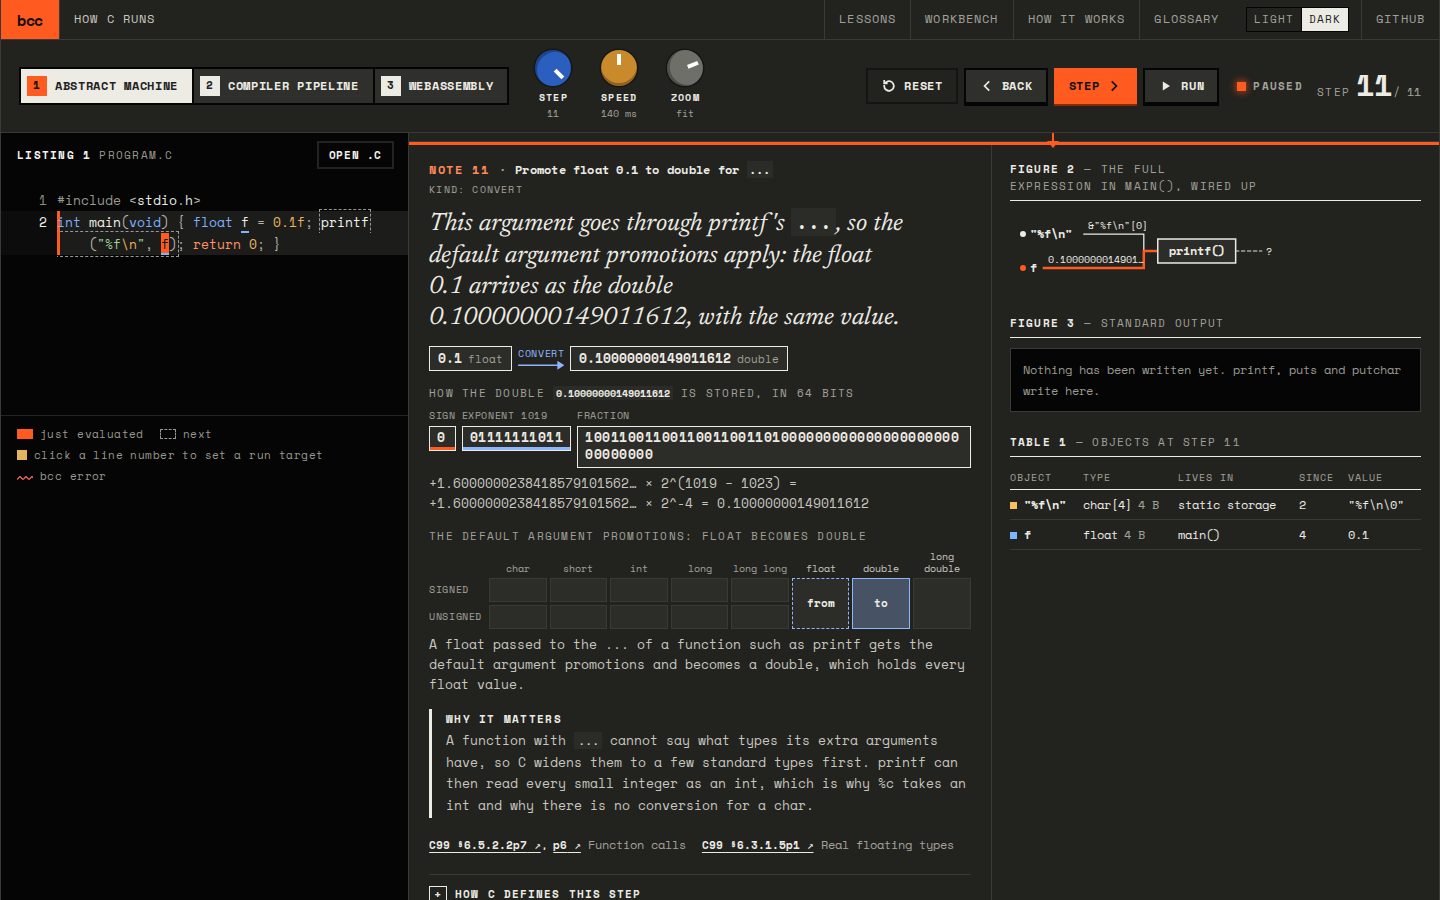 bcc
HOW C RUNS
LESSONS
WORKBENCH
HOW IT WORKS
GLOSSARY
LIGHT DARK
GITHUB
1 ABSTRACT MACHINE
2 COMPILER PIPELINE
3 WEBASSEMBLY
STEP
11
SPEED
140 ms
ZOOM
fit
RESET
BACK
STEP
RUN
PAUSED
STEP 11 / 11
LISTING 1 PROGRAM.C
OPEN .C
1 #include <stdio.h>
2 int main(void) { float f = 0.1f; printf
("%f\n", f); return 0; }
just evaluated
next
click a line number to set a run target
bcc error
NOTE 11 · Promote float 0.1 to double for ...
KIND: CONVERT
This argument goes through printf's ..., so the
default argument promotions apply: the float
0.1 arrives as the double
0.10000000149011612, with the same value.
0.1 float CONVERT 0.10000000149011612 double
HOW THE DOUBLE 0.10000000149011612 IS STORED, IN 64 BITS
SIGN EXPONENT 1019 FRACTION
0 01111111011 10011001100110011001101000000000000000000000
00000000
+1.6000000238418579101562… × 2^(1019 − 1023) =
+1.6000000238418579101562… × 2^-4 = 0.10000000149011612
THE DEFAULT ARGUMENT PROMOTIONS: FLOAT BECOMES DOUBLE
char short int long long long float double long double
SIGNED
from to
UNSIGNED
A float passed to the ... of a function such as printf gets the
default argument promotions and becomes a double, which holds every
float value.
WHY IT MATTERS
A function with ... cannot say what types its extra arguments
have, so C widens them to a few standard types first. printf can
then read every small integer as an int, which is why %c takes an
int and why there is no conversion for a char.
C99 §6.5.2.2p7 ↗, p6 ↗ Function calls C99 §6.3.1.5p1 ↗ Real floating types
+ HOW C DEFINES THIS STEP
FIGURE 2 — THE FULL
EXPRESSION IN MAIN(), WIRED UP
"%f\n" &"%f\n"[0]
printf() ?
f 0.1000000014901…
FIGURE 3 — STANDARD OUTPUT
Nothing has been written yet. printf, puts and putchar
write here.
TABLE 1 — OBJECTS AT STEP 11
OBJECT TYPE LIVES IN SINCE VALUE
"%f\n" char[4] 4 B static storage 2 "%f\n\0"
f float 4 B main() 4 0.1